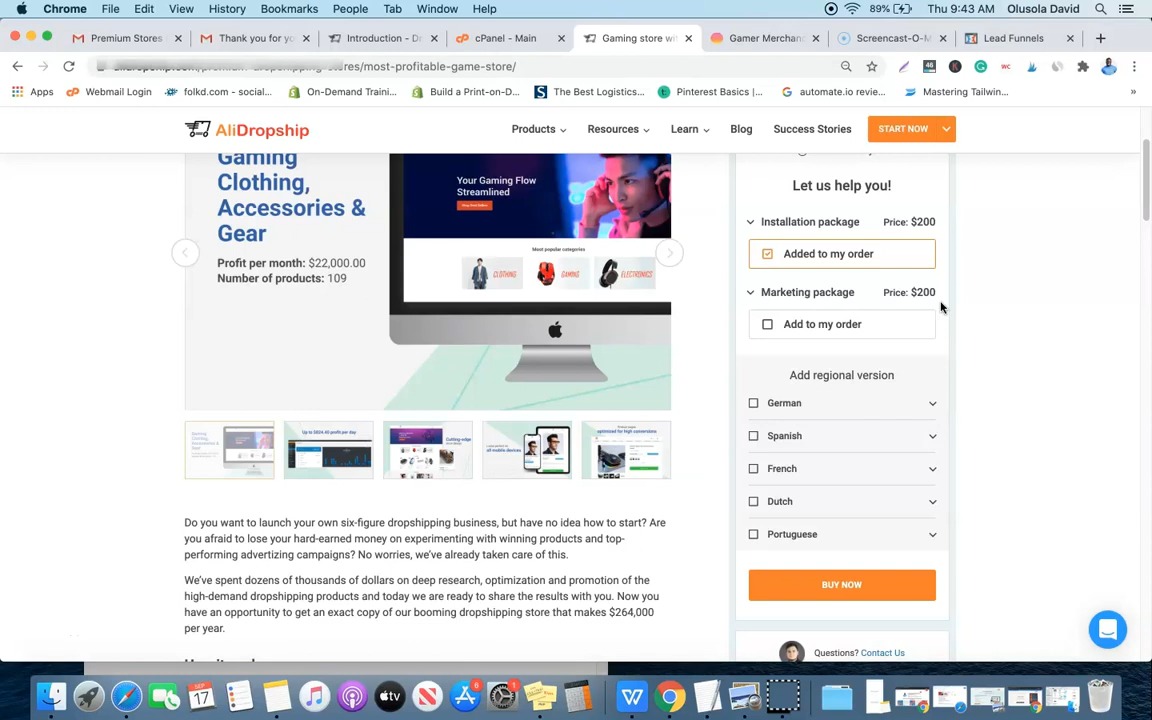 Chrome File Edit View History Bookmarks People Tab Window Help 89% Thu 9:43 AM Olusola David
Premium Stores Thank you for yo Introduction - Dr cPanel - Main Gaming store wit Gamer Merchand Screencast-O-M Lead Funnels
/most-profitable-game-store/
Apps Webmail Login folkd.com - social... On-Demand Traini... Build a Print-on-D... The Best Logistics... Pinterest Basics |... automate.io revie... Mastering Tailwin...
AliDropship Products Resources Learn Blog Success Stories START NOW
Gaming
Clothing,
Accessories &
Gear
Profit per month: $22,000.00
Number of products: 109
Your Gaming Flow
Streamlined
Most popular categories
CLOTHING GAMING ELECTRONICS
Let us help you!
Installation package Price: $200
Added to my order
Marketing package Price: $200
Add to my order
Add regional version
German
Spanish
French
Dutch
Portuguese
BUY NOW
Up to $824.40 profit per day
Do you want to launch your own six-figure dropshipping business, but have no idea how to start? Are
you afraid to lose your hard-earned money on experimenting with winning products and top-
performing advertizing campaigns? No worries, we've already taken care of this.
We've spent dozens of thousands of dollars on deep research, optimization and promotion of the
high-demand dropshipping products and today we are ready to share the results with you. Now you
have an opportunity to get an exact copy of our booming dropshipping store that makes $264,000
per year.
Questions? Contact Us